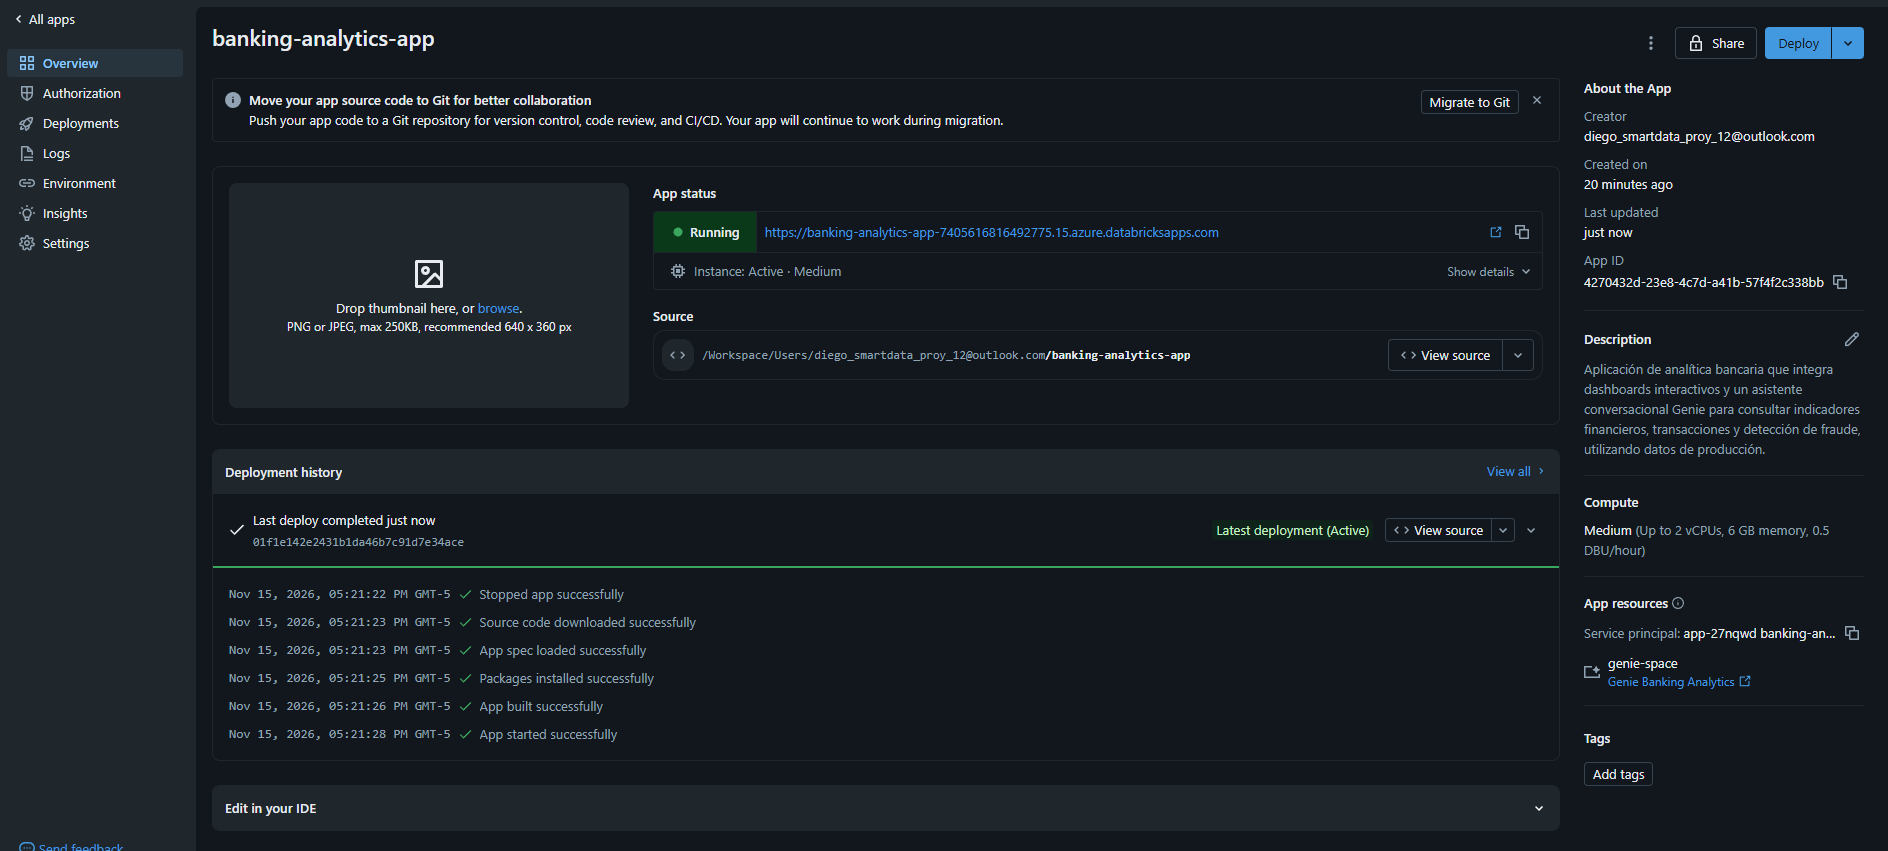 All apps
Overview
Authorization
Deployments
Logs
Environment
Insights
Settings
Send feedback
banking-analytics-app
Share
Deploy
Move your app source code to Git for better collaboration
Push your app code to a Git repository for version control, code review, and CI/CD. Your app will continue to work during migration.
Migrate to Git
Drop thumbnail here, or browse.
PNG or JPEG, max 250KB, recommended 640 x 360 px
App status
Running
https://banking-analytics-app-7405616816492775.15.azure.databricksapps.com
Instance: Active · Medium
Show details
Source
/Workspace/Users/diego_smartdata_proy_12@outlook.com/banking-analytics-app
View source
Deployment history
View all
Last deploy completed just now
01f1e142e2431b1da46b7c91d7e34ace
Latest deployment (Active)
View source
Nov 15, 2026, 05:21:22 PM GMT-5 Stopped app successfully
Nov 15, 2026, 05:21:23 PM GMT-5 Source code downloaded successfully
Nov 15, 2026, 05:21:23 PM GMT-5 App spec loaded successfully
Nov 15, 2026, 05:21:25 PM GMT-5 Packages installed successfully
Nov 15, 2026, 05:21:26 PM GMT-5 App built successfully
Nov 15, 2026, 05:21:28 PM GMT-5 App started successfully
Edit in your IDE
About the App
Creator
diego_smartdata_proy_12@outlook.com
Created on
20 minutes ago
Last updated
just now
App ID
4270432d-23e8-4c7d-a41b-57f4f2c338bb
Description
Aplicación de analítica bancaria que integra
dashboards interactivos y un asistente
conversacional Genie para consultar indicadores
financieros, transacciones y detección de fraude,
utilizando datos de producción.
Compute
Medium (Up to 2 vCPUs, 6 GB memory, 0.5
DBU/hour)
App resources
Service principal: app-27nqwd banking-an...
genie-space
Genie Banking Analytics
Tags
Add tags